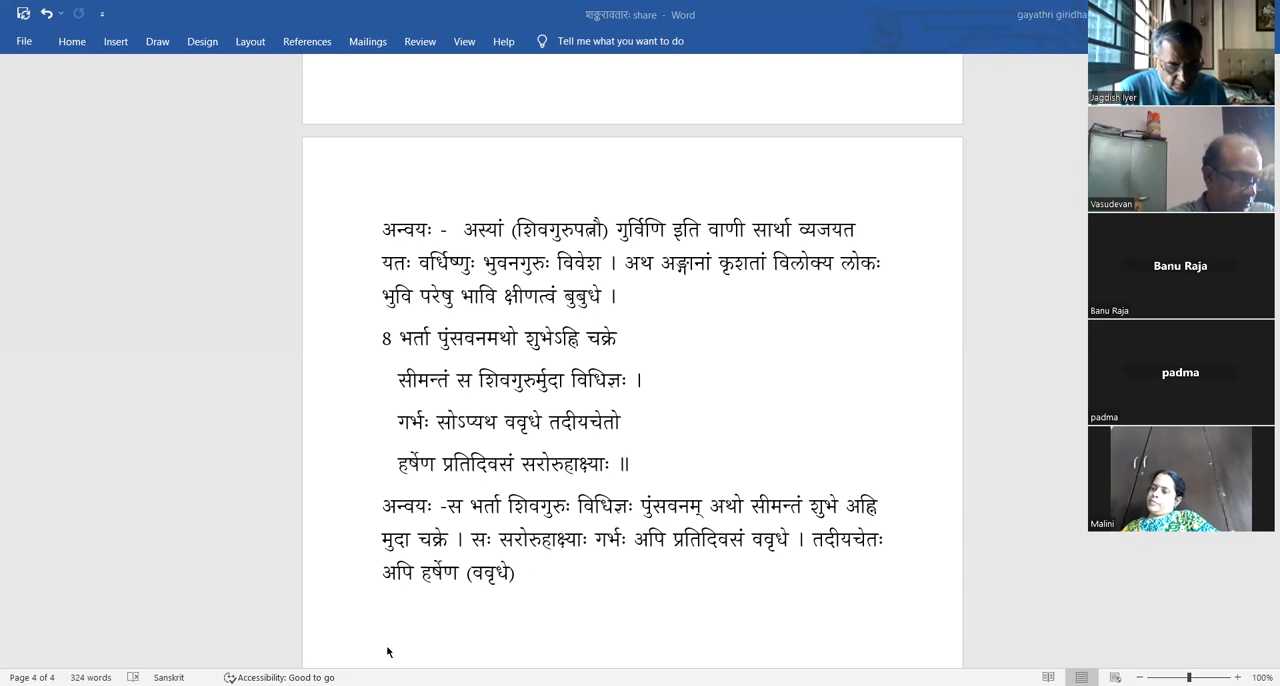 शङ्करावतारः share - Word
gayathri giridha
File Home Insert Draw Design Layout References Mailings Review View Help Tell me what you want to do
अन्वयः - अस्यां (शिवगुरुपत्नौ) गुर्विणि इति वाणी सार्था व्यजयत
यतः वर्धिष्णुः भुवनगुरुः विवेश । अथ अङ्गानां कृशतां विलोक्य लोकः
भुवि परेषु भावि क्षीणत्वं बुबुधे ।
8 भर्ता पुंसवनमथो शुभेऽह्नि चक्रे
सीमन्तं स शिवगुरुर्मुदा विधिज्ञः ।
गर्भः सोऽप्यथ ववृधे तदीयचेतो
हर्षेण प्रतिदिवसं सरोरुहाक्ष्याः ॥
अन्वयः -स भर्ता शिवगुरुः विधिज्ञः पुंसवनम् अथो सीमन्तं शुभे अह्नि
मुदा चक्रे । सः सरोरुहाक्ष्याः गर्भः अपि प्रतिदिवसं ववृधे । तदीयचेतः
अपि हर्षेण (ववृधे)
Jagdish Iyer
Vasudevan
Banu Raja
Banu Raja
padma
padma
Malini
Page 4 of 4 324 words Sanskrit Accessibility: Good to go 100%